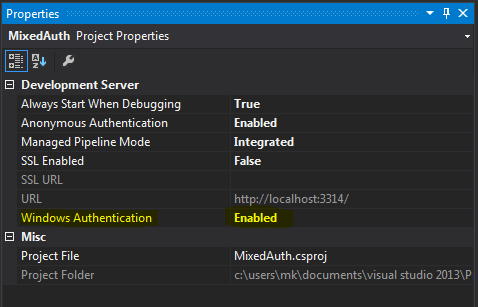 Properties
MixedAuth Project Properties
Development Server
Always Start When Debugging True
Anonymous Authentication Enabled
Managed Pipeline Mode Integrated
SSL Enabled False
SSL URL
URL http://localhost:3314/
Windows Authentication Enabled
Misc
Project File MixedAuth.csproj
Project Folder c:\users\mk\documents\visual studio 2013\P